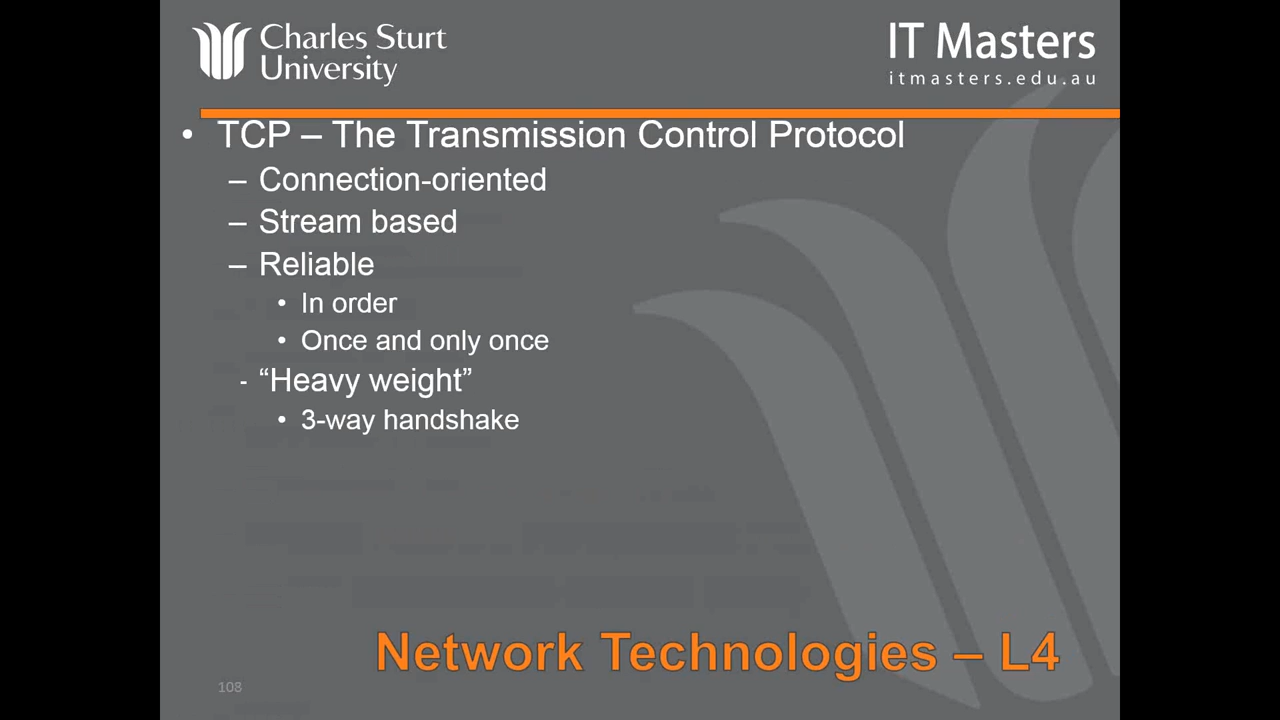 Charles Sturt
University
IT Masters
itmasters.edu.au
• TCP – The Transmission Control Protocol
– Connection-oriented
– Stream based
– Reliable
• In order
• Once and only once
- “Heavy weight”
• 3-way handshake
Network Technologies – L4
108